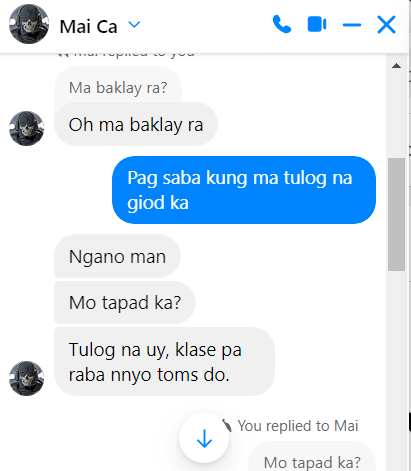 Mai Ca
Mai replied to you
Ma baklay ra?
Oh ma baklay ra
Pag saba kung ma tulog na
giod ka
Ngano man
Mo tapad ka?
Tulog na uy, klase pa
raba nnyo toms do.
You replied to Mai
Mo tapad ka?